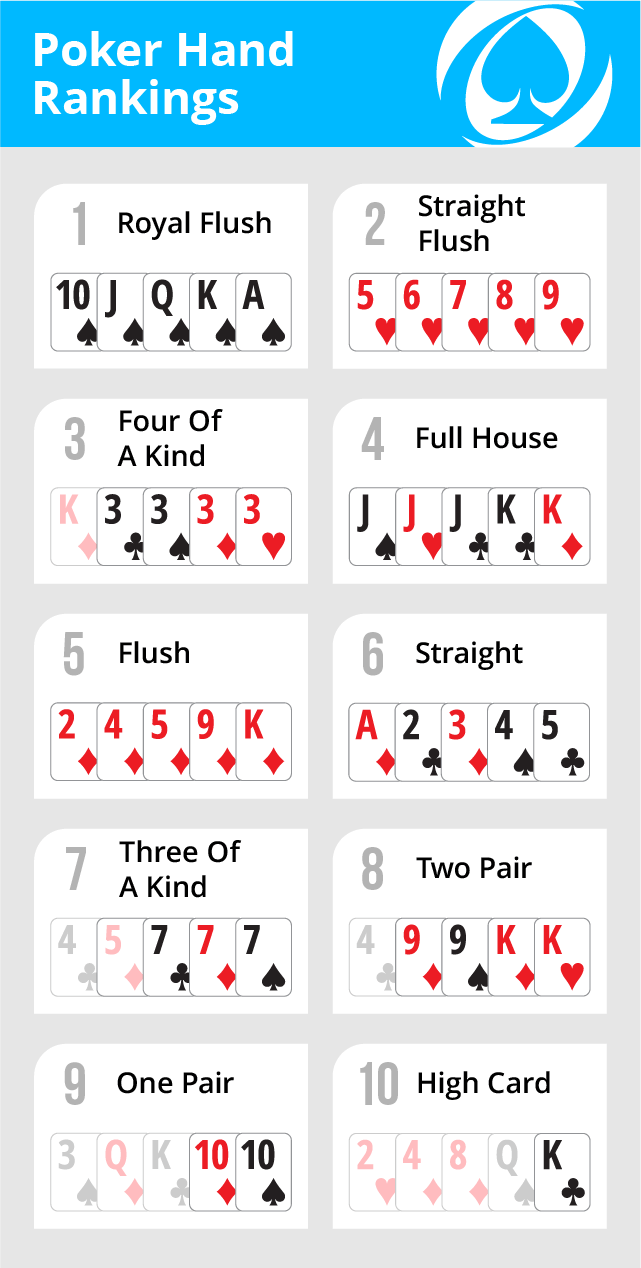 Poker Hand
Rankings
1 Royal Flush
10 J Q K A
2 Straight
Flush
5 6 7 8 9
3 Four Of
A Kind
K 3 3 3 3
4 Full House
J J J K K
5 Flush
2 4 5 9 K
6 Straight
A 2 3 4 5
7 Three Of
A Kind
4 5 7 7 7
8 Two Pair
4 9 9 K K
9 One Pair
3 Q K 10 10
10 High Card
2 4 8 Q K